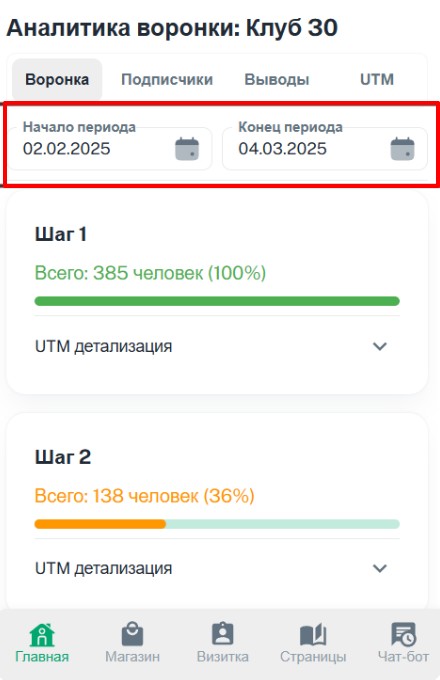 Аналитика воронки: Клуб 30
Воронка Подписчики Выводы UTM
Начало периода Конец периода
02.02.2025 04.03.2025
Шаг 1
Всего: 385 человек (100%)
UTM детализация
Шаг 2
Всего: 138 человек (36%)
UTM детализация
Главная Магазин Визитка Страницы Чат-бот